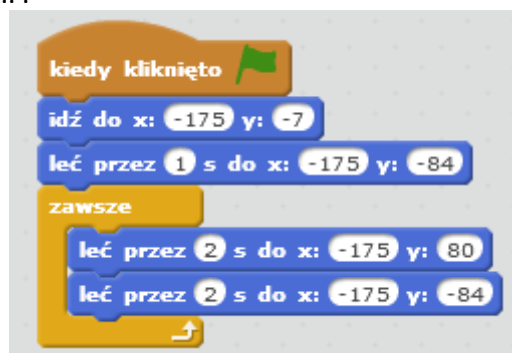 kiedy kliknięto
idź do x: -175 y: -7
leć przez 1 s do x: -175 y: -84
zawsze
leć przez 2 s do x: -175 y: 80
leć przez 2 s do x: -175 y: -84